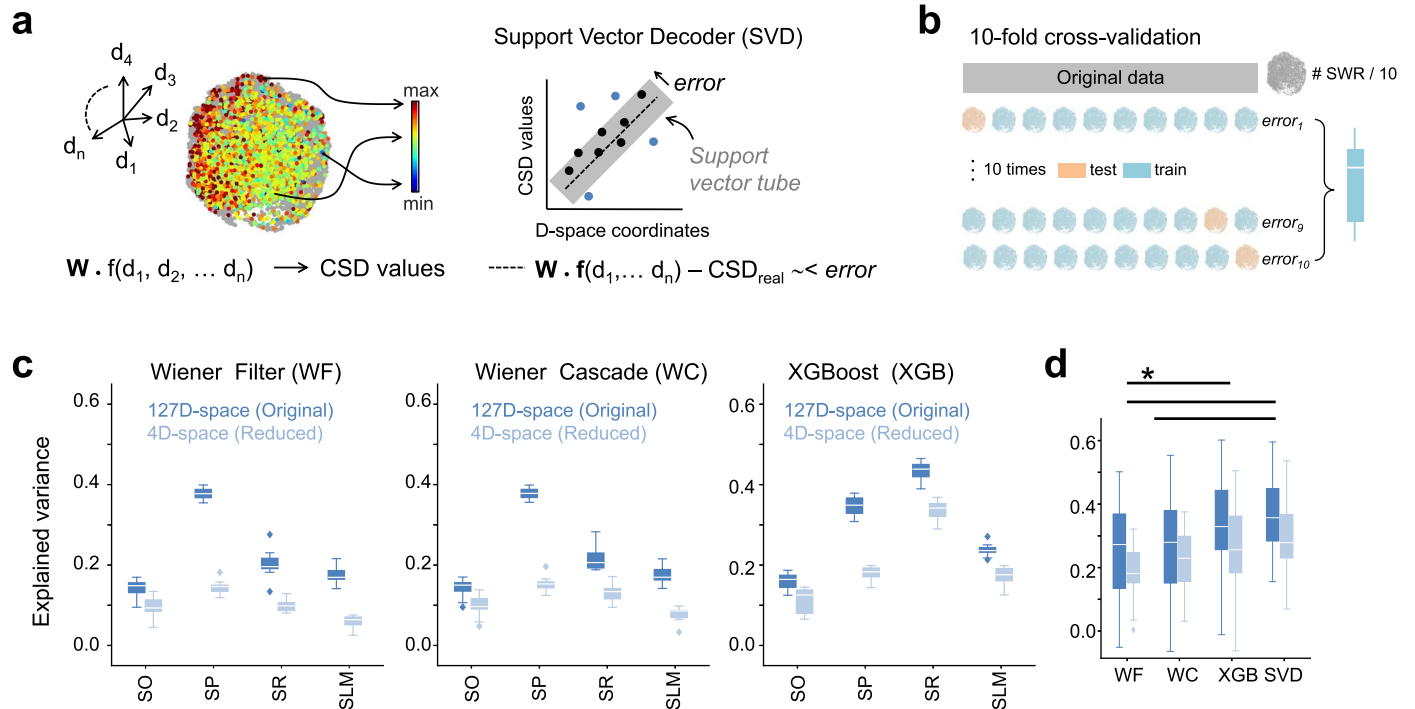 a
d4
d3
d2
d1
dn
max
min
W . f(d1, d2, … dn) → CSD values
Support Vector Decoder (SVD)
error
CSD values
Support
vector tube
D-space coordinates
W . f(d1,… dn) – CSDreal ~< error
b
10-fold cross-validation
Original data
# SWR / 10
error1
⋮ 10 times test train
error9
error10
c
Explained variance
Wiener Filter (WF)
127D-space (Original)
4D-space (Reduced)
0.6
0.4
0.2
0.0
SO
SP
SR
SLM
Wiener Cascade (WC)
127D-space (Original)
4D-space (Reduced)
0.6
0.4
0.2
0.0
SO
SP
SR
SLM
XGBoost (XGB)
127D-space (Original)
4D-space (Reduced)
0.6
0.4
0.2
0.0
SO
SP
SR
SLM
d
*
0.6
0.4
0.2
0.0
WF
WC
XGB
SVD